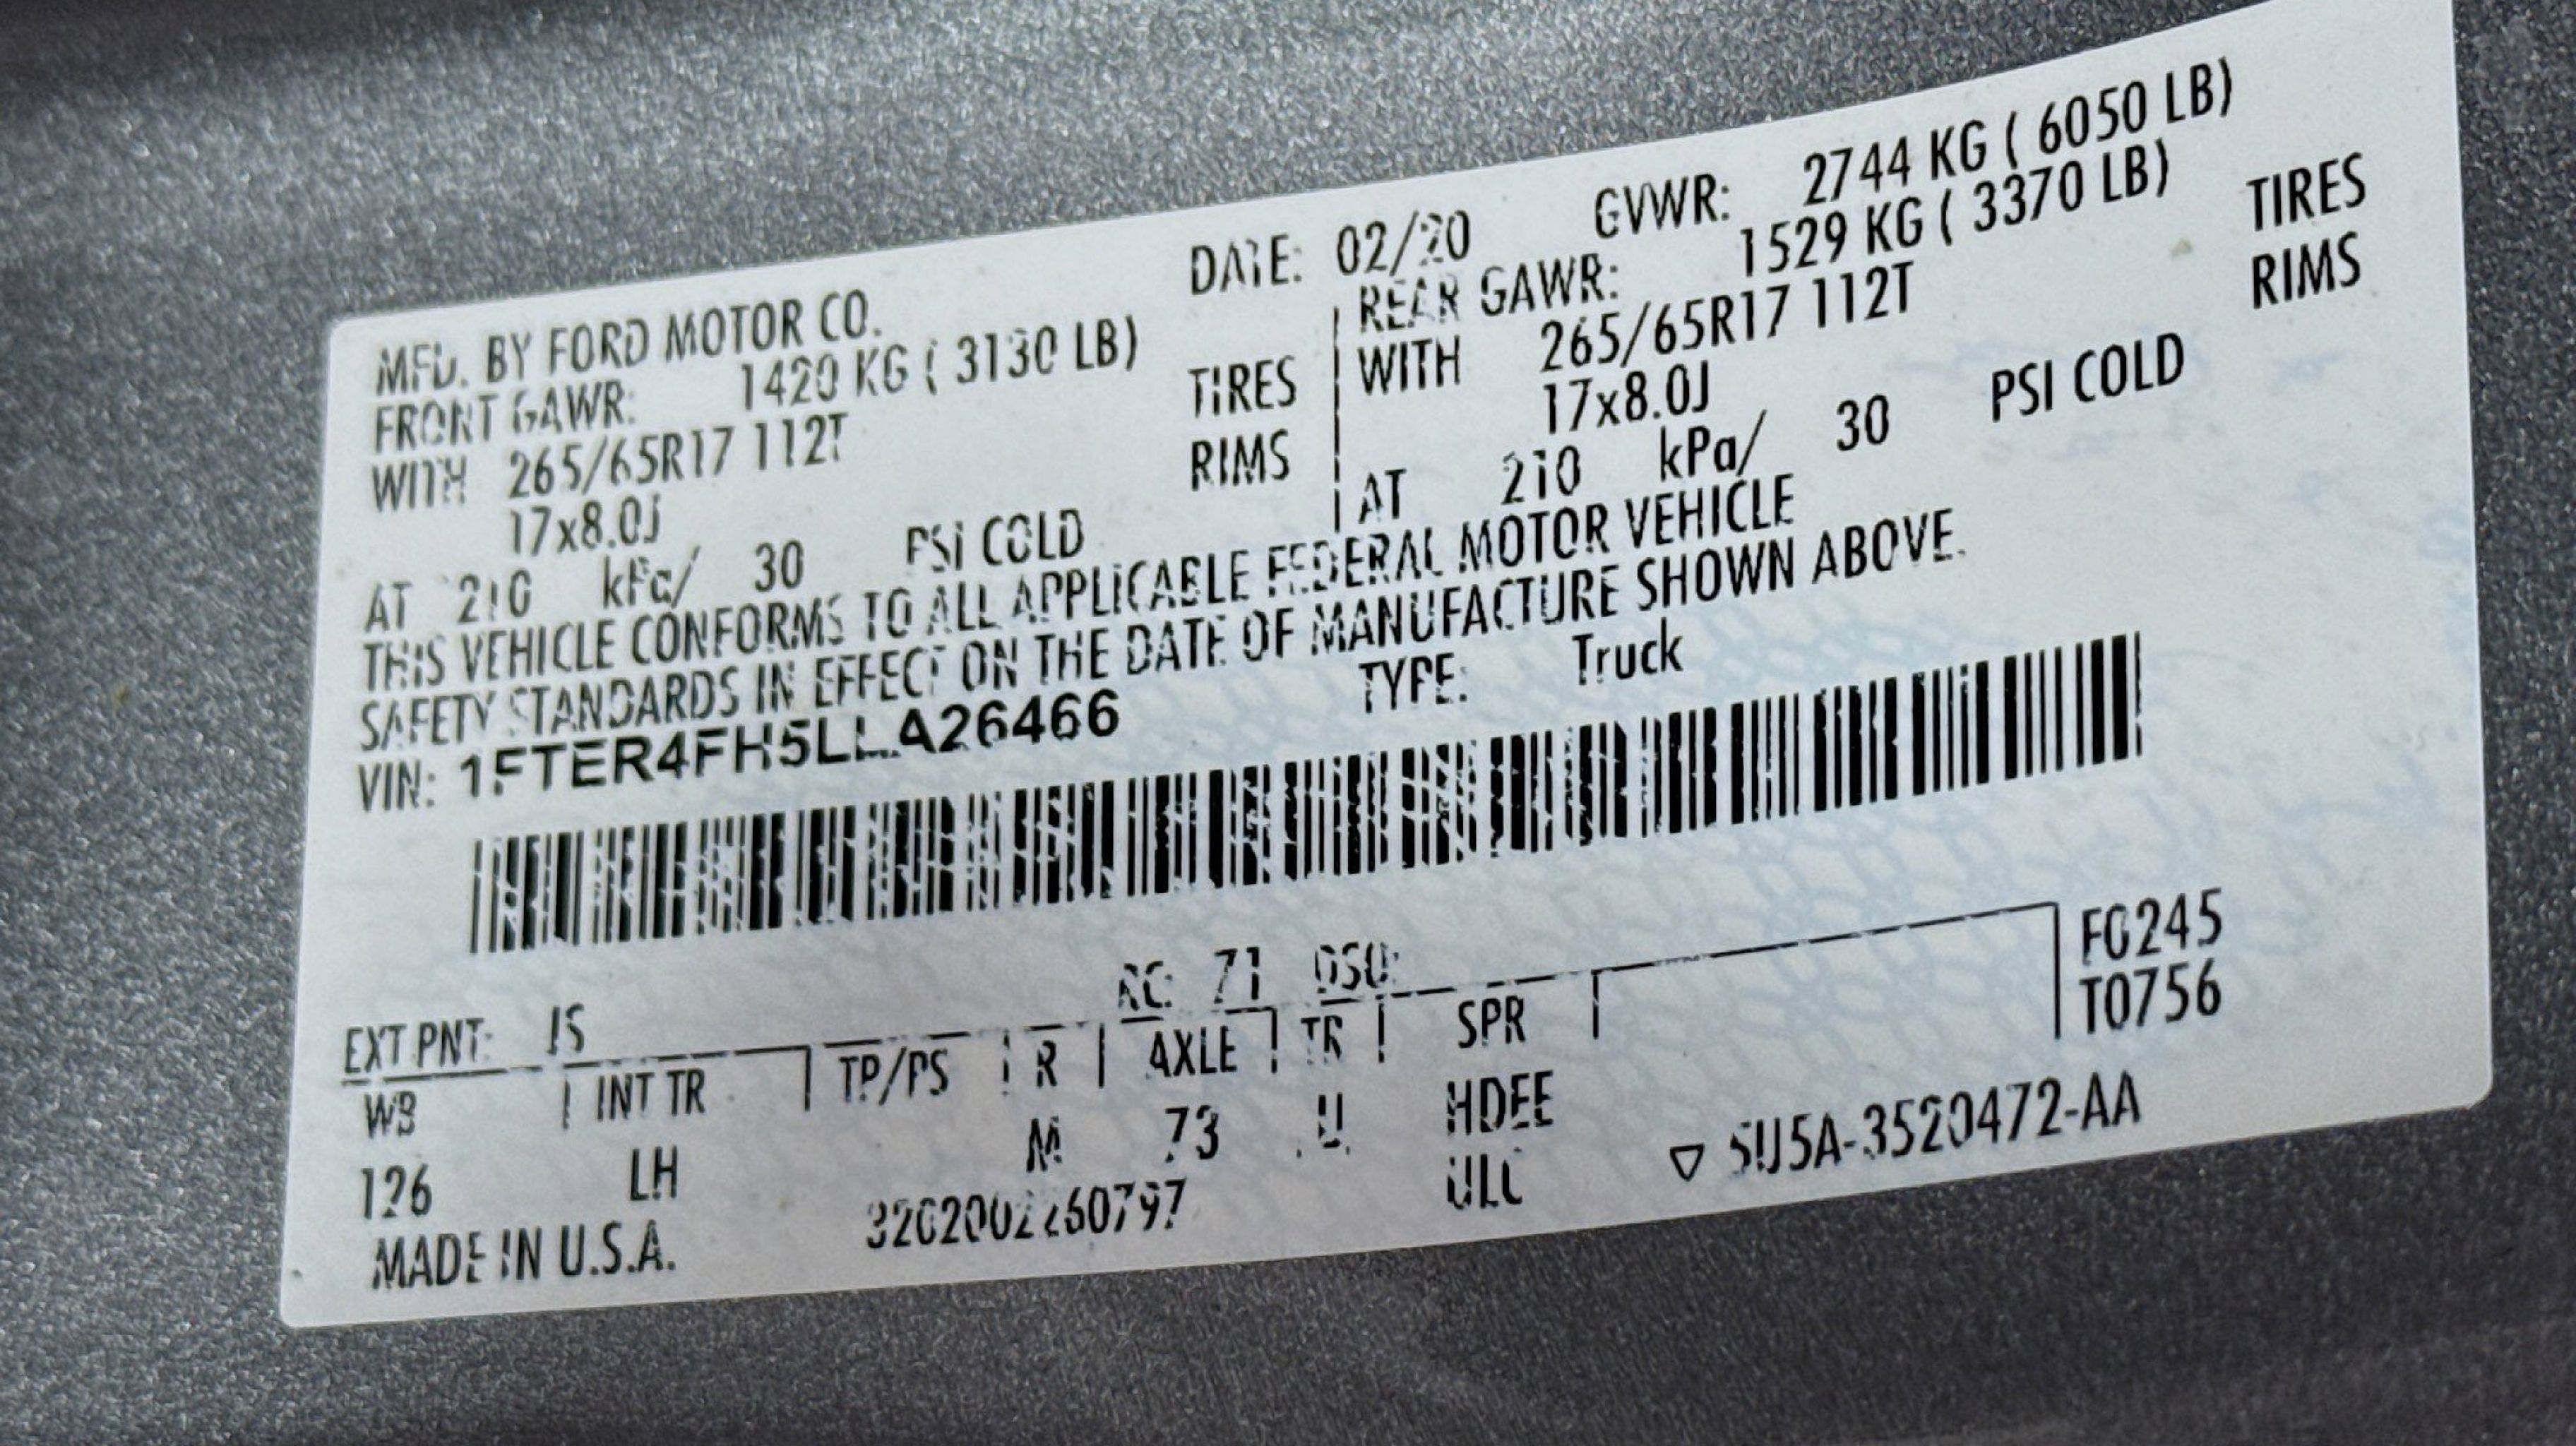 MFD. BY FORD MOTOR CO. DATE: 02/20 GVWR: 2744 KG ( 6050 LB)
FRONT GAWR: 1420 KG ( 3130 LB) REAR GAWR: 1529 KG ( 3370 LB)
WITH 265/65R17 112T TIRES WITH 265/65R17 112T TIRES
17x8.0J RIMS 17x8.0J RIMS
AT 210 kPa/ 30 PSI COLD AT 210 kPa/ 30 PSI COLD
THIS VEHICLE CONFORMS TO ALL APPLICABLE FEDERAL MOTOR VEHICLE
SAFETY STANDARDS IN EFFECT ON THE DATE OF MANUFACTURE SHOWN ABOVE.
VIN: 1FTER4FH5LLA26466 TYPE: Truck
EXT PNT: RC: 71 DSO: F0245
WB INT TR TP/PS R AXLE TR SPR T0756
126 LH M 73 U HDEE
ULC
MADE IN U.S.A. 3202002260797 ▽ 5U5A-3520472-AA